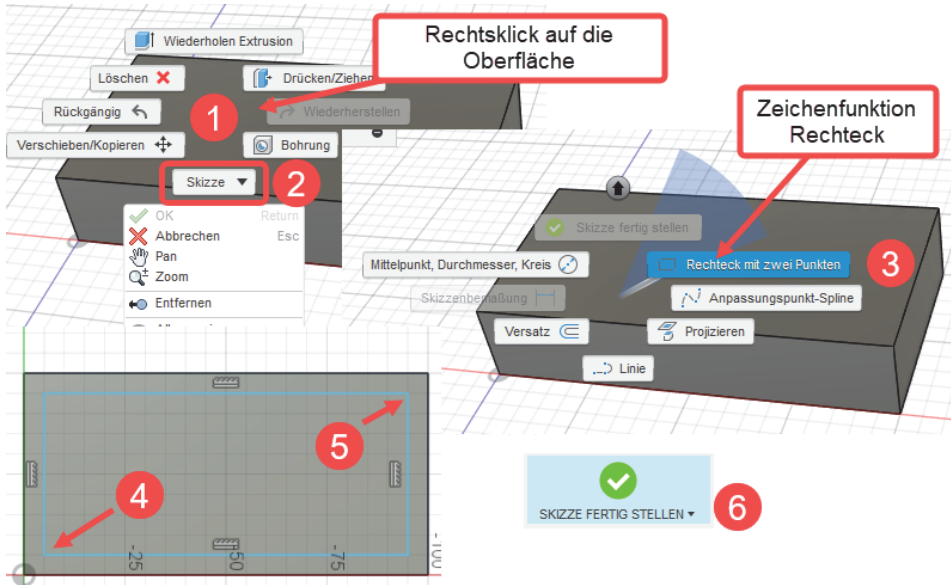 Wiederholen Extrusion
Rechtsklick auf die
Oberfläche
Löschen
Drücken/Ziehen
Rückgängig
1
Wiederherstellen
Verschieben/Kopieren
Bohrung
Skizze
2
OK Return
Abbrechen Esc
Pan
Zoom
Entfernen
Zeichenfunktion
Rechteck
Skizze fertig stellen
Mittelpunkt, Durchmesser, Kreis
Rechteck mit zwei Punkten
3
Skizzenbemaßung
Anpassungspunkt-Spline
Versatz
Projizieren
Linie
5
4
-25
-50
-75
-100
SKIZZE FERTIG STELLEN
6